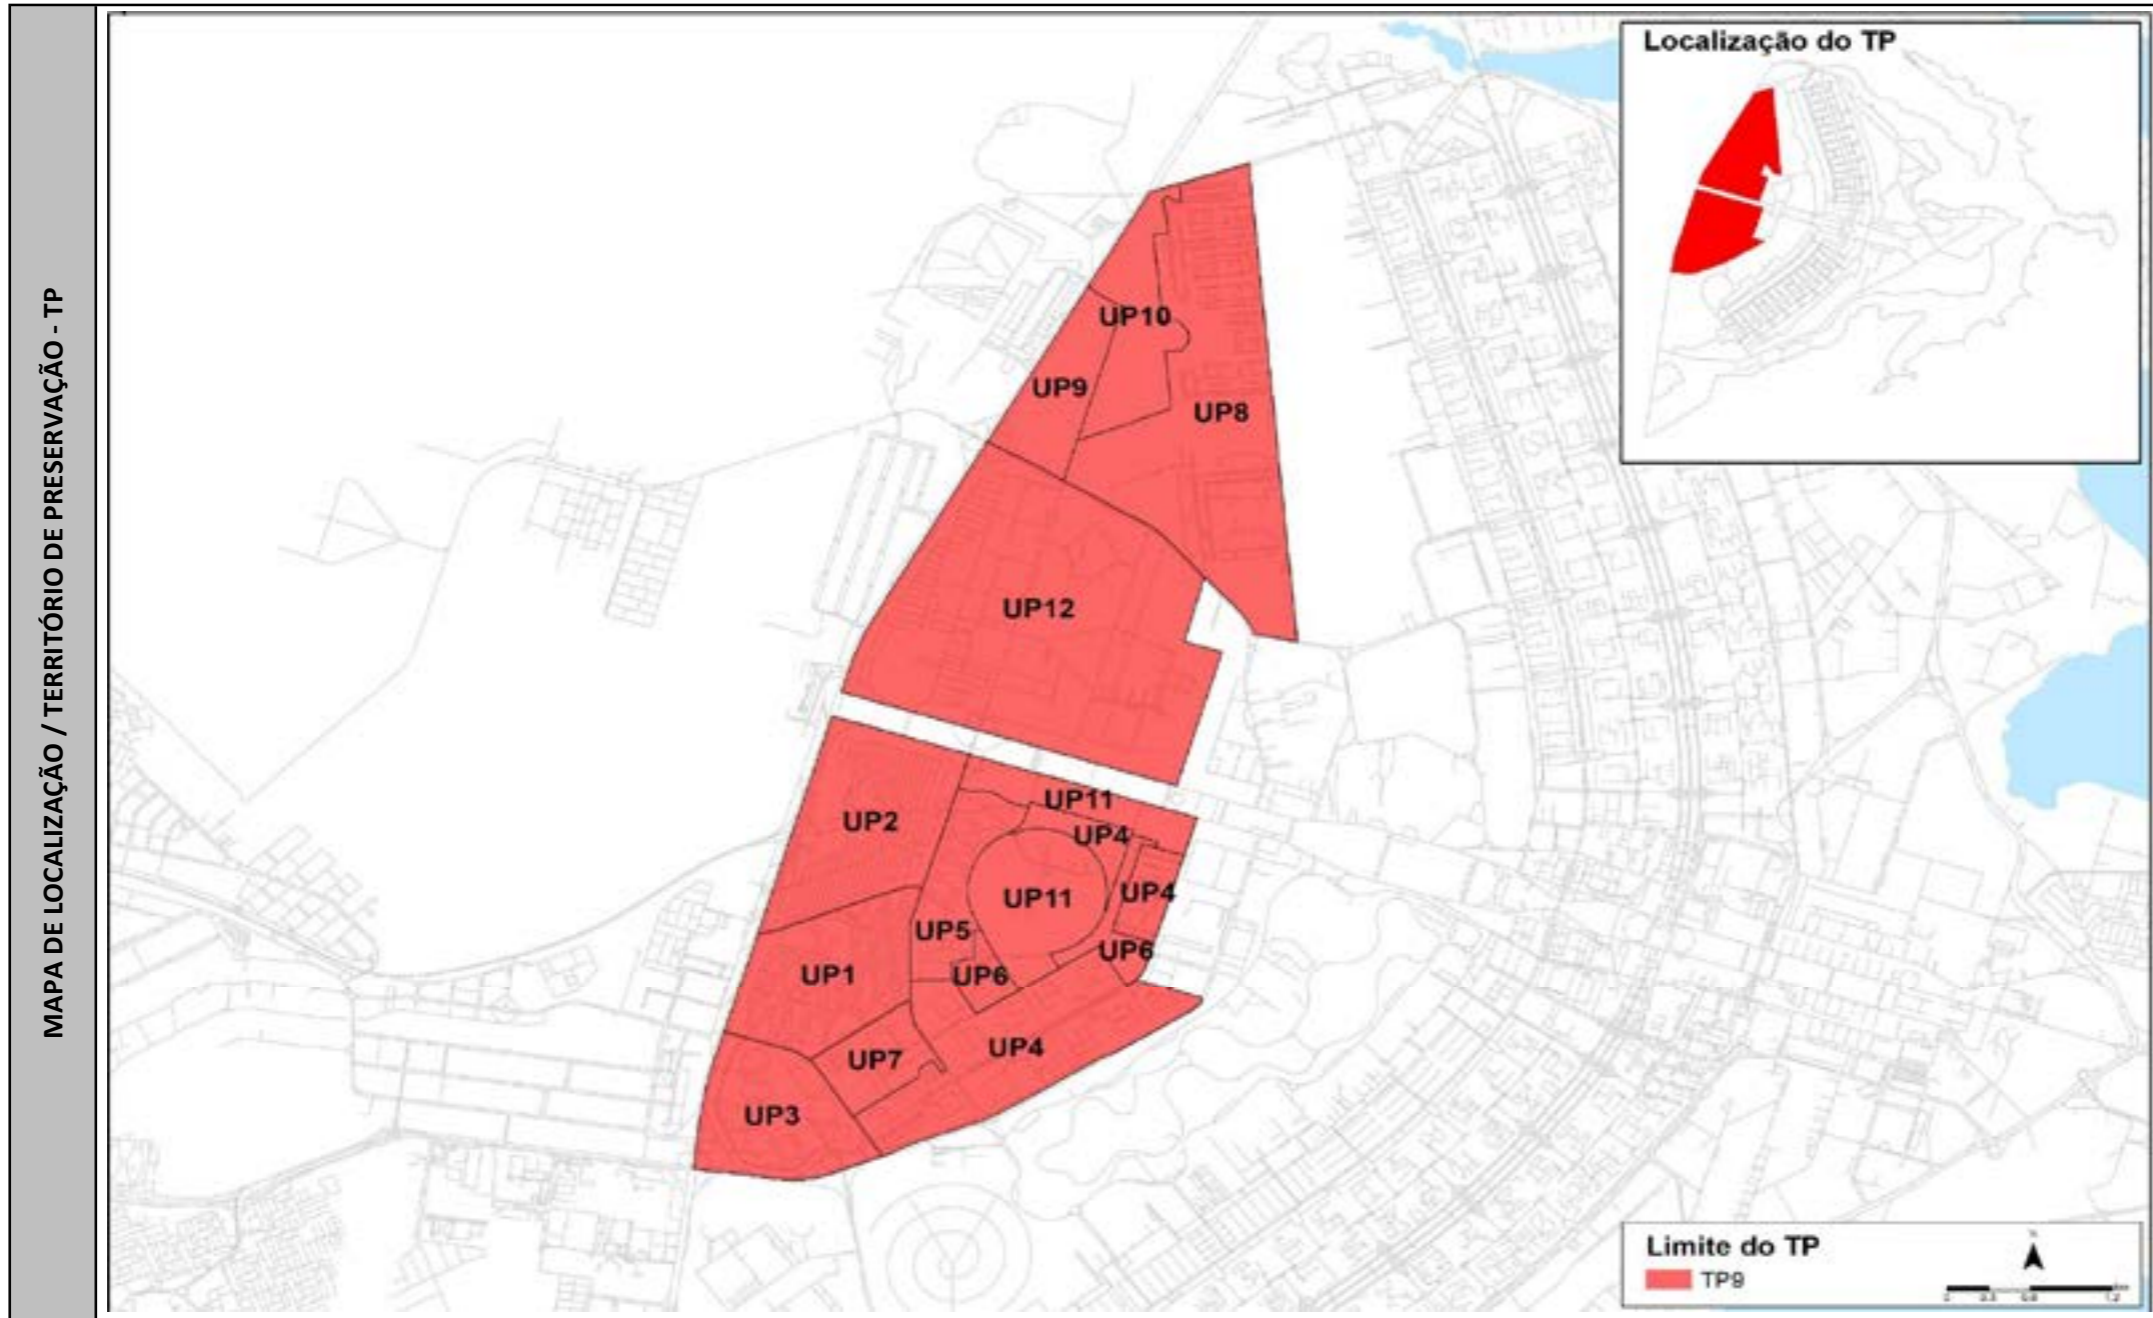 MAPA DE LOCALIZAÇÃO / TERRITÓRIO DE PRESERVAÇÃO - TP
Localização do TP
UP10
UP9
UP8
UP12
UP11
UP2
UP4
UP4
UP11
UP5
UP6
UP6
UP1
UP4
UP7
UP3
Limite do TP
TP9